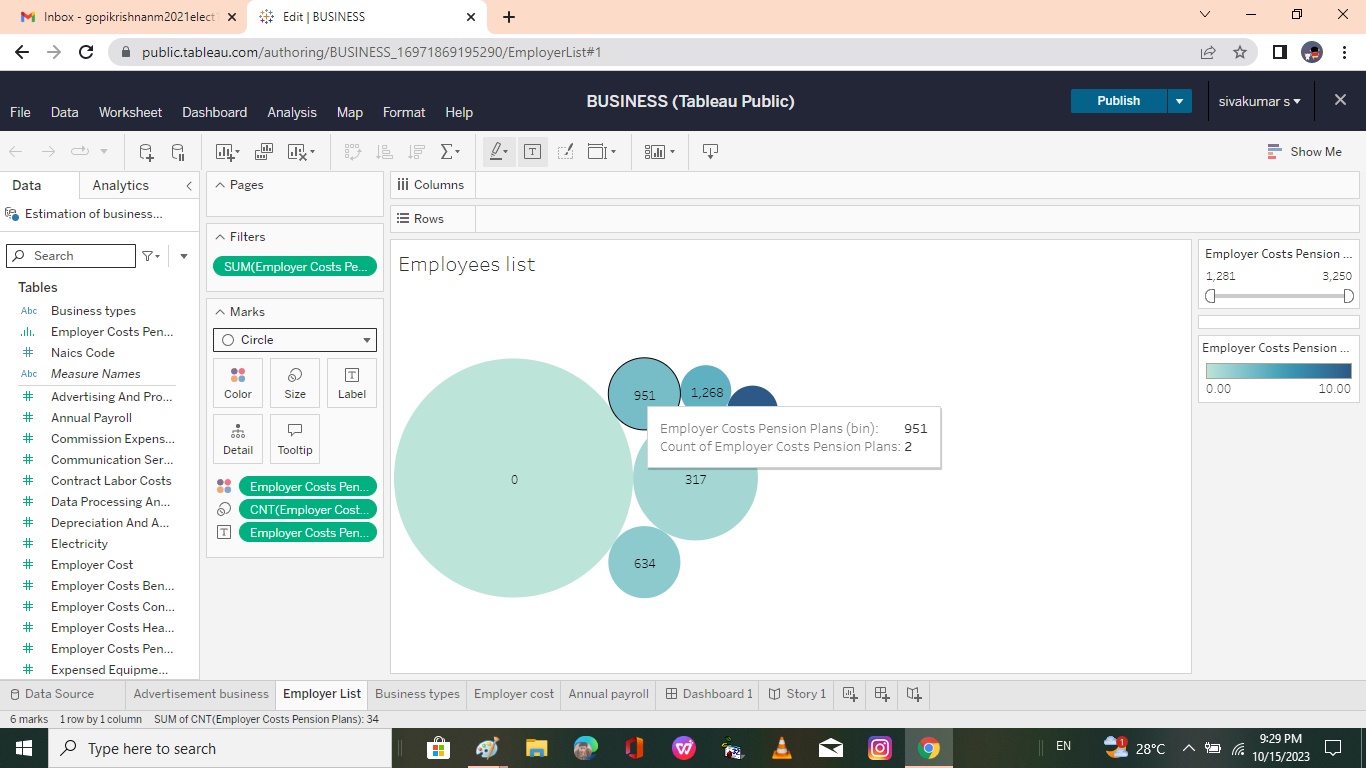 Inbox - gopikrishnanm2021elect
Edit | BUSINESS
public.tableau.com/authoring/BUSINESS_16971869195290/EmployerList#1
BUSINESS (Tableau Public)
File Data Worksheet Dashboard Analysis Map Format Help
Publish
sivakumar s
Show Me
Data Analytics
Estimation of business...
Search
Tables
Abc Business types
Employer Costs Pen...
# Naics Code
Abc Measure Names
# Advertising And Pro...
# Annual Payroll
# Commission Expens...
# Communication Ser...
# Contract Labor Costs
# Data Processing An...
# Depreciation And A...
# Electricity
# Employer Cost
# Employer Costs Ben...
# Employer Costs Con...
# Employer Costs Hea...
# Employer Costs Pen...
# Expensed Equipme...
Pages
Filters
SUM(Employer Costs Pe...
Marks
Circle
Color Size Label
Detail Tooltip
Employer Costs Pen...
CNT(Employer Cost...
Employer Costs Pen...
Columns
Rows
Employees list
951
1,268
0
317
634
Employer Costs Pension Plans (bin): 951
Count of Employer Costs Pension Plans: 2
Employer Costs Pension ...
1,281 3,250
Employer Costs Pension ...
0.00 10.00
Data Source Advertisement business Employer List Business types Employer cost Annual payroll Dashboard 1 Story 1
6 marks 1 row by 1 column SUM of CNT(Employer Costs Pension Plans): 34
Type here to search
EN
1
28°C
9:29 PM
10/15/2023